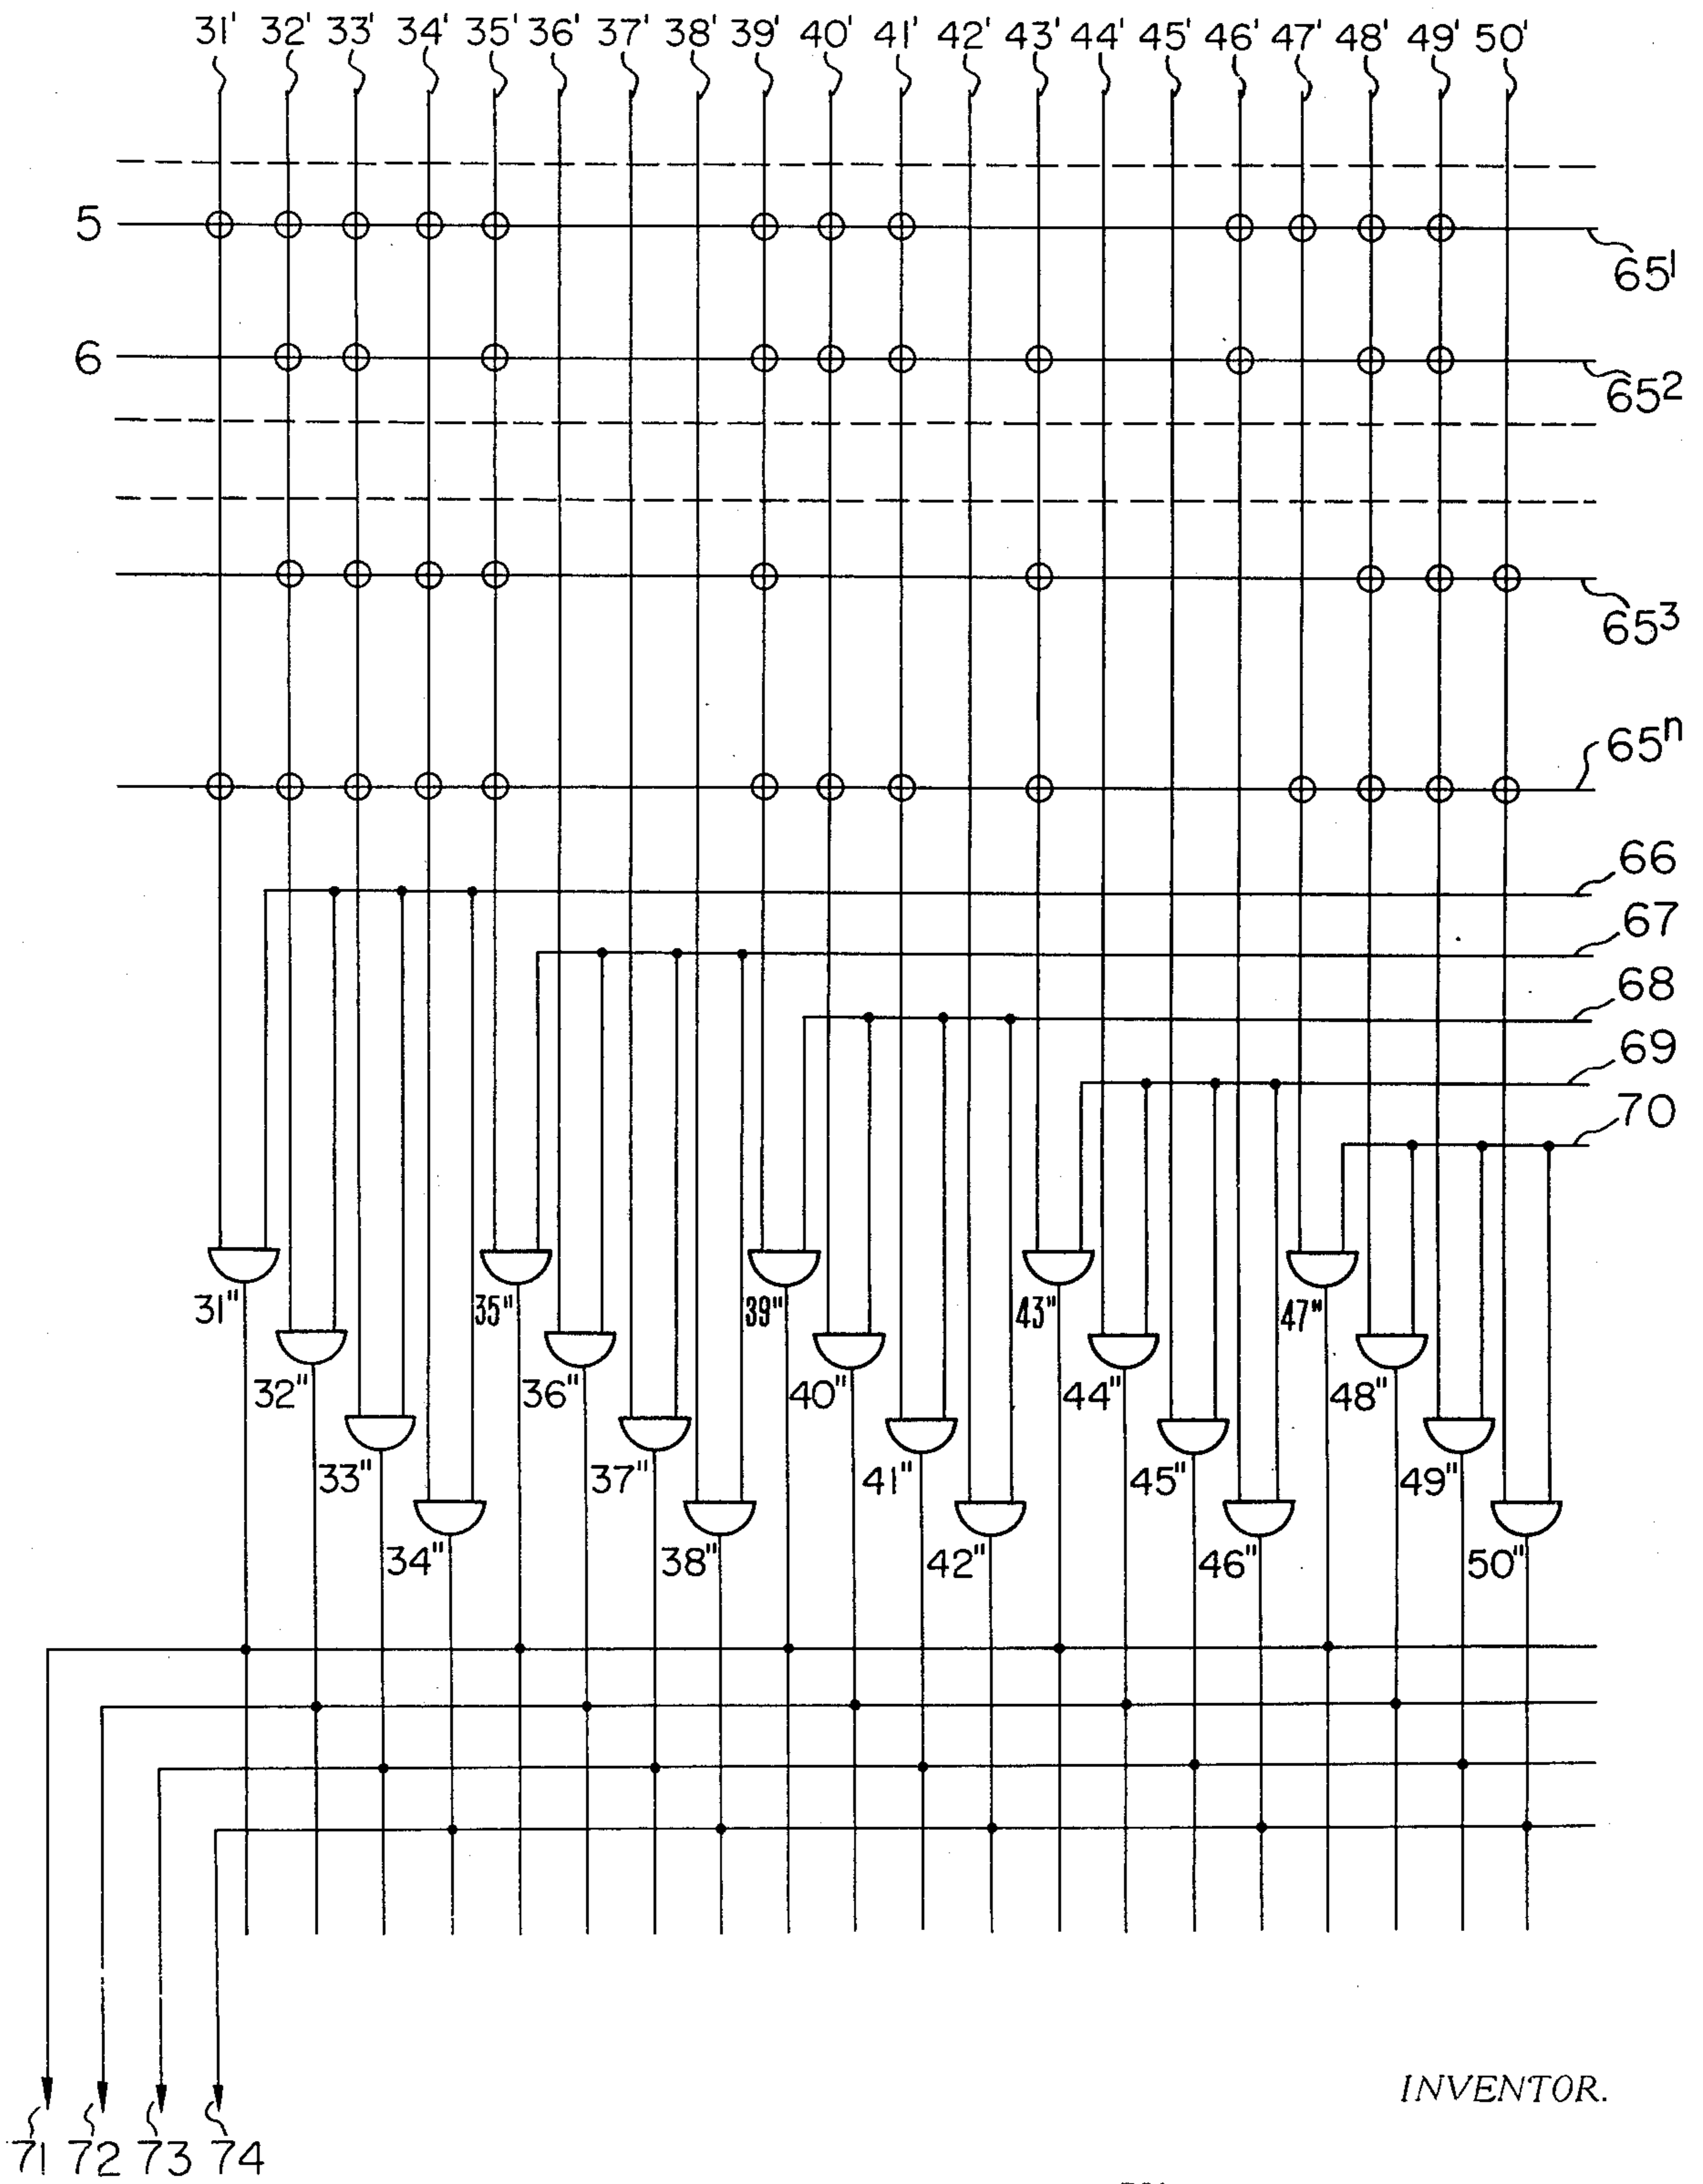 31' 32' 33' 34' 35' 36' 37' 38' 39' 40' 41' 42' 43' 44' 45' 46' 47' 48' 49' 50'
5
65¹
6
65²
65³
65ⁿ
66
67
68
69
70
31" 35" 39" 43" 47"
32" 36" 40" 44" 48"
33" 37" 41" 45" 49"
34" 38" 42" 46" 50"
INVENTOR.
71 72 73 74